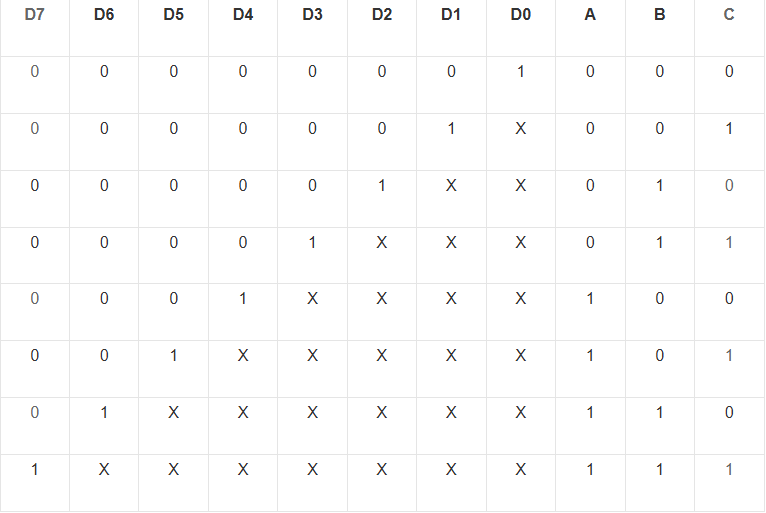 D7 D6 D5 D4 D3 D2 D1 D0 A B C
0 0 0 0 0 0 0 1 0 0 0
0 0 0 0 0 0 1 X 0 0 1
0 0 0 0 0 1 X X 0 1 0
0 0 0 0 1 X X X 0 1 1
0 0 0 1 X X X X 1 0 0
0 0 1 X X X X X 1 0 1
0 1 X X X X X X 1 1 0
1 X X X X X X X 1 1 1